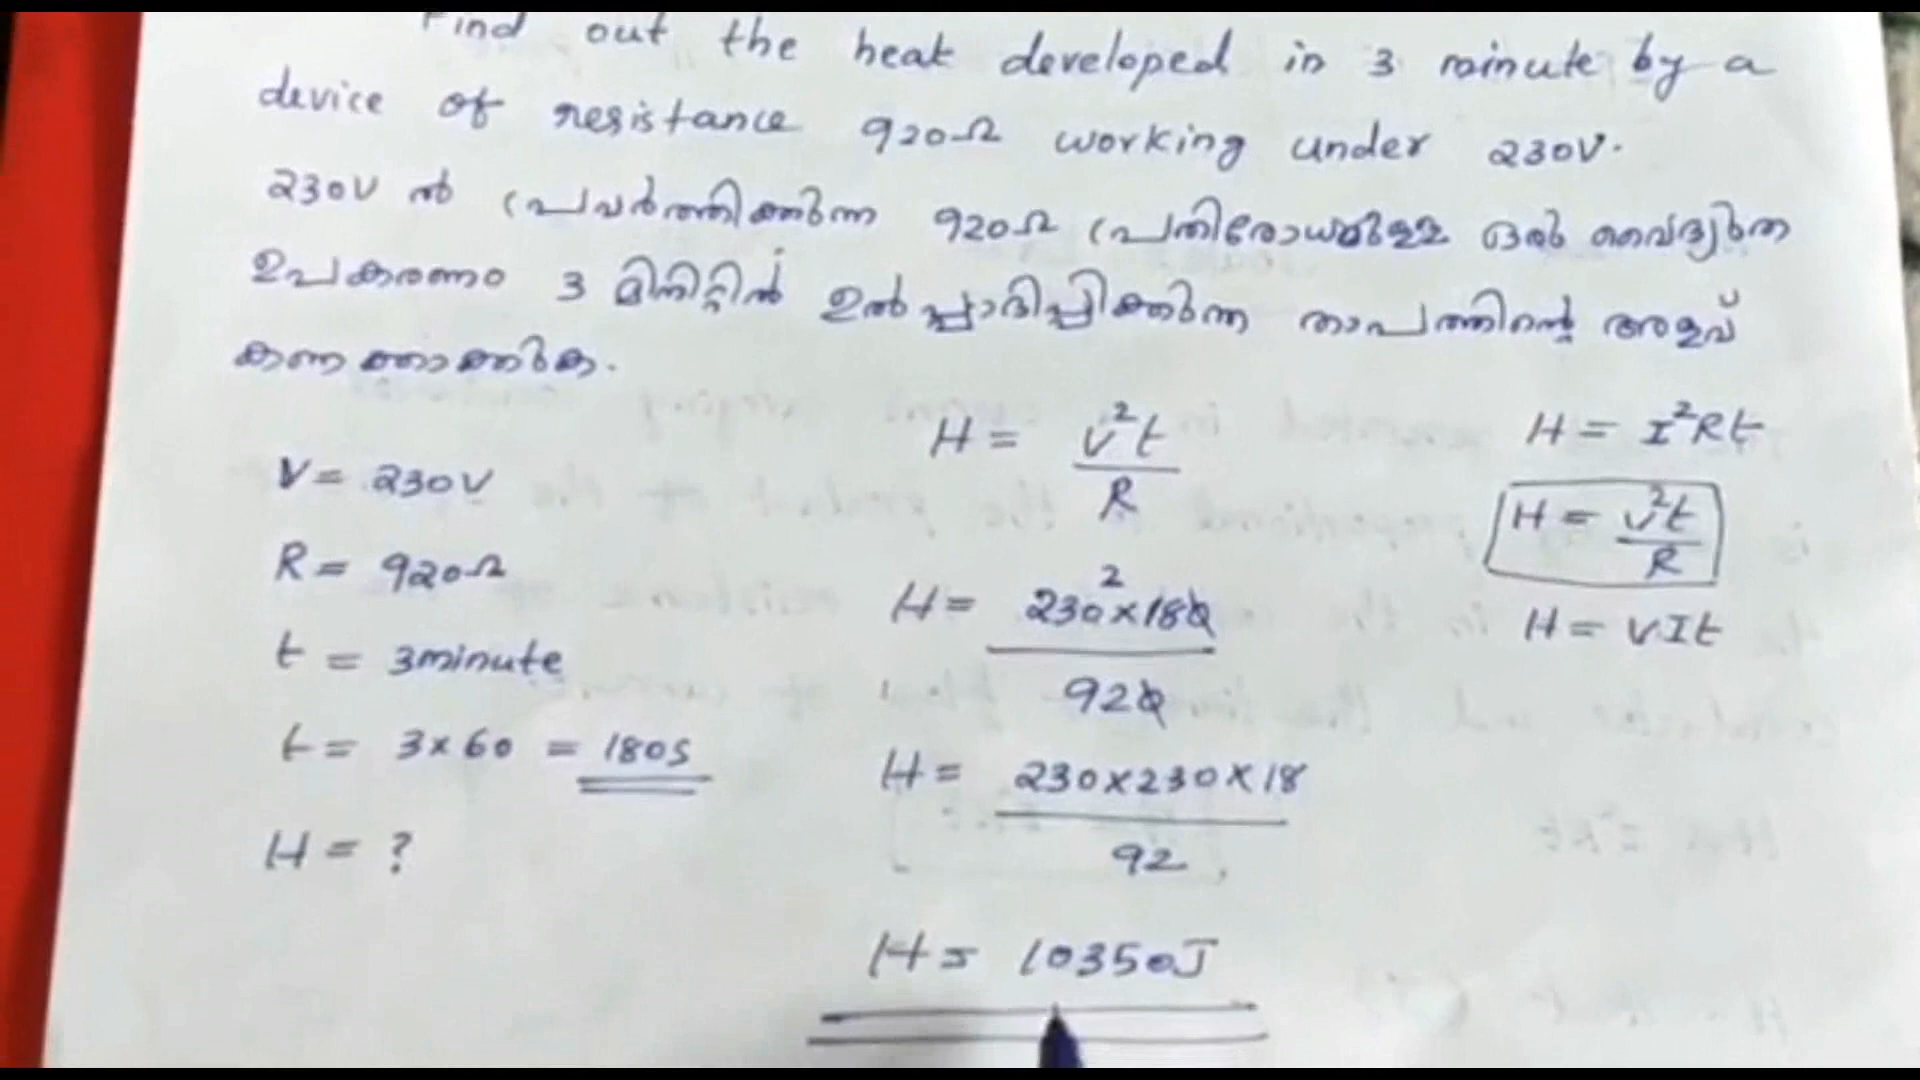 Find out the heat developed in 3 minute by a
device of resistance 920Ω working under 230V.
230V ൽ പ്രവർത്തിക്കുന്ന 920Ω പ്രതിരോധമുള്ള ഒരു വൈദ്യുത
ഉപകരണം 3 മിനിറ്റിൽ ഉൽപ്പാദിപ്പിക്കുന്ന താപത്തിന്റെ അളവ്
കണക്കാക്കുക.
V = 230V
R = 920Ω
t = 3minute
t = 3×60 = 180s
H = ?
H = V²t / R
H = 230²×180 / 920
H = 230×230×18 / 92
H = 10350J
H = I²Rt
H = V²t / R
H = VIt